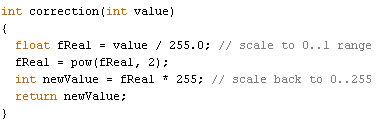 int correction(int value)
{
  float fReal = value / 255.0; // scale to 0..1 range
  fReal = pow(fReal, 2);
  int newValue = fReal * 255; // scale back to 0..255
  return newValue;
}